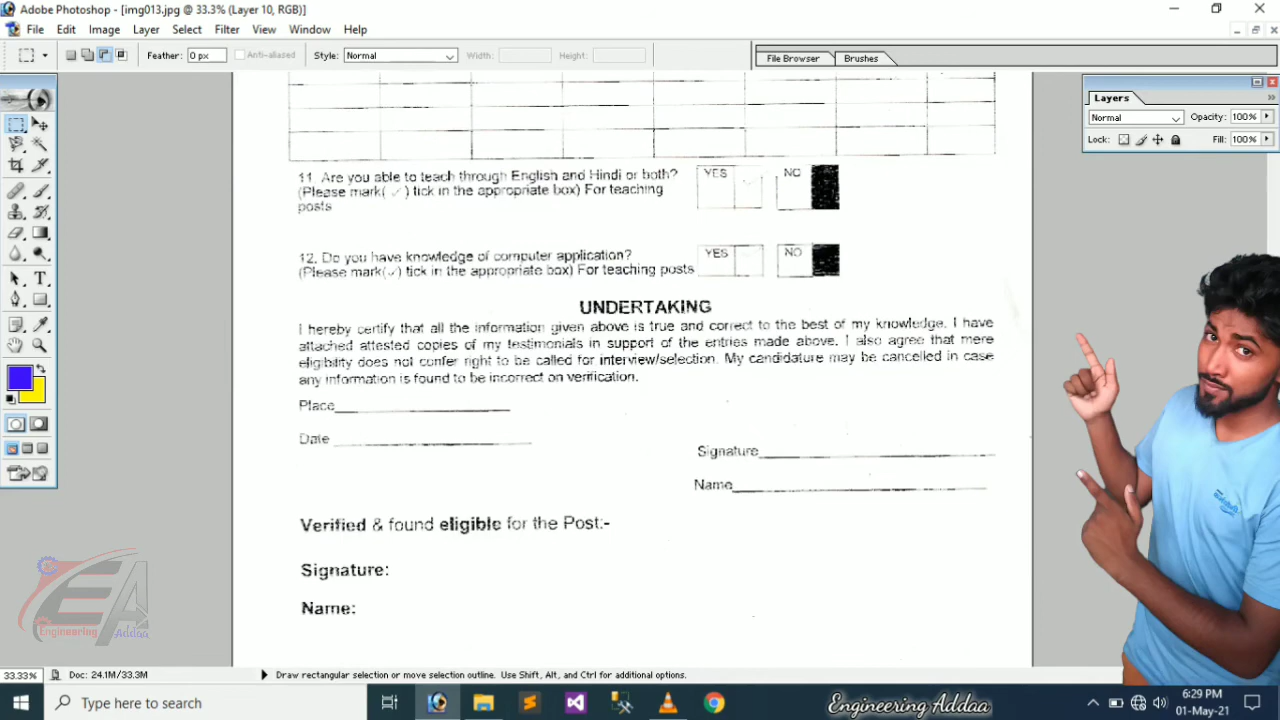 Adobe Photoshop - [img013.jpg @ 33.3% (Layer 10, RGB)]
File Edit Image Layer Select Filter View Window Help
Feather: 0 px Anti-aliased Style: Normal Width: Height: File Browser Brushes
Layers
Normal Opacity: 100%
Lock: Fill: 100%
11. Are you able to teach through English and Hindi or both? YES NO
(Please mark( ✓ ) tick in the appropriate box) For teaching
posts
12. Do you have knowledge of computer application? YES NO
(Please mark(✓) tick in the appropriate box) For teaching posts
UNDERTAKING
I hereby certify that all the information given above is true and correct to the best of my knowledge. I have
attached attested copies of my testimonials in support of the entries made above. I also agree that mere
eligibility does not confer right to be called for interview/selection. My candidature may be cancelled in case
any information is found to be incorrect on verification.
Place
Date
Signature
Name
Verified & found eligible for the Post:-
Signature:
Name:
EA
Engineering Addaa
33.33% Doc: 24.1M/33.3M Draw rectangular selection or move selection outline. Use Shift, Alt, and Ctrl for additional options.
Type here to search
Engineering Addaa
6:29 PM
01-May-21